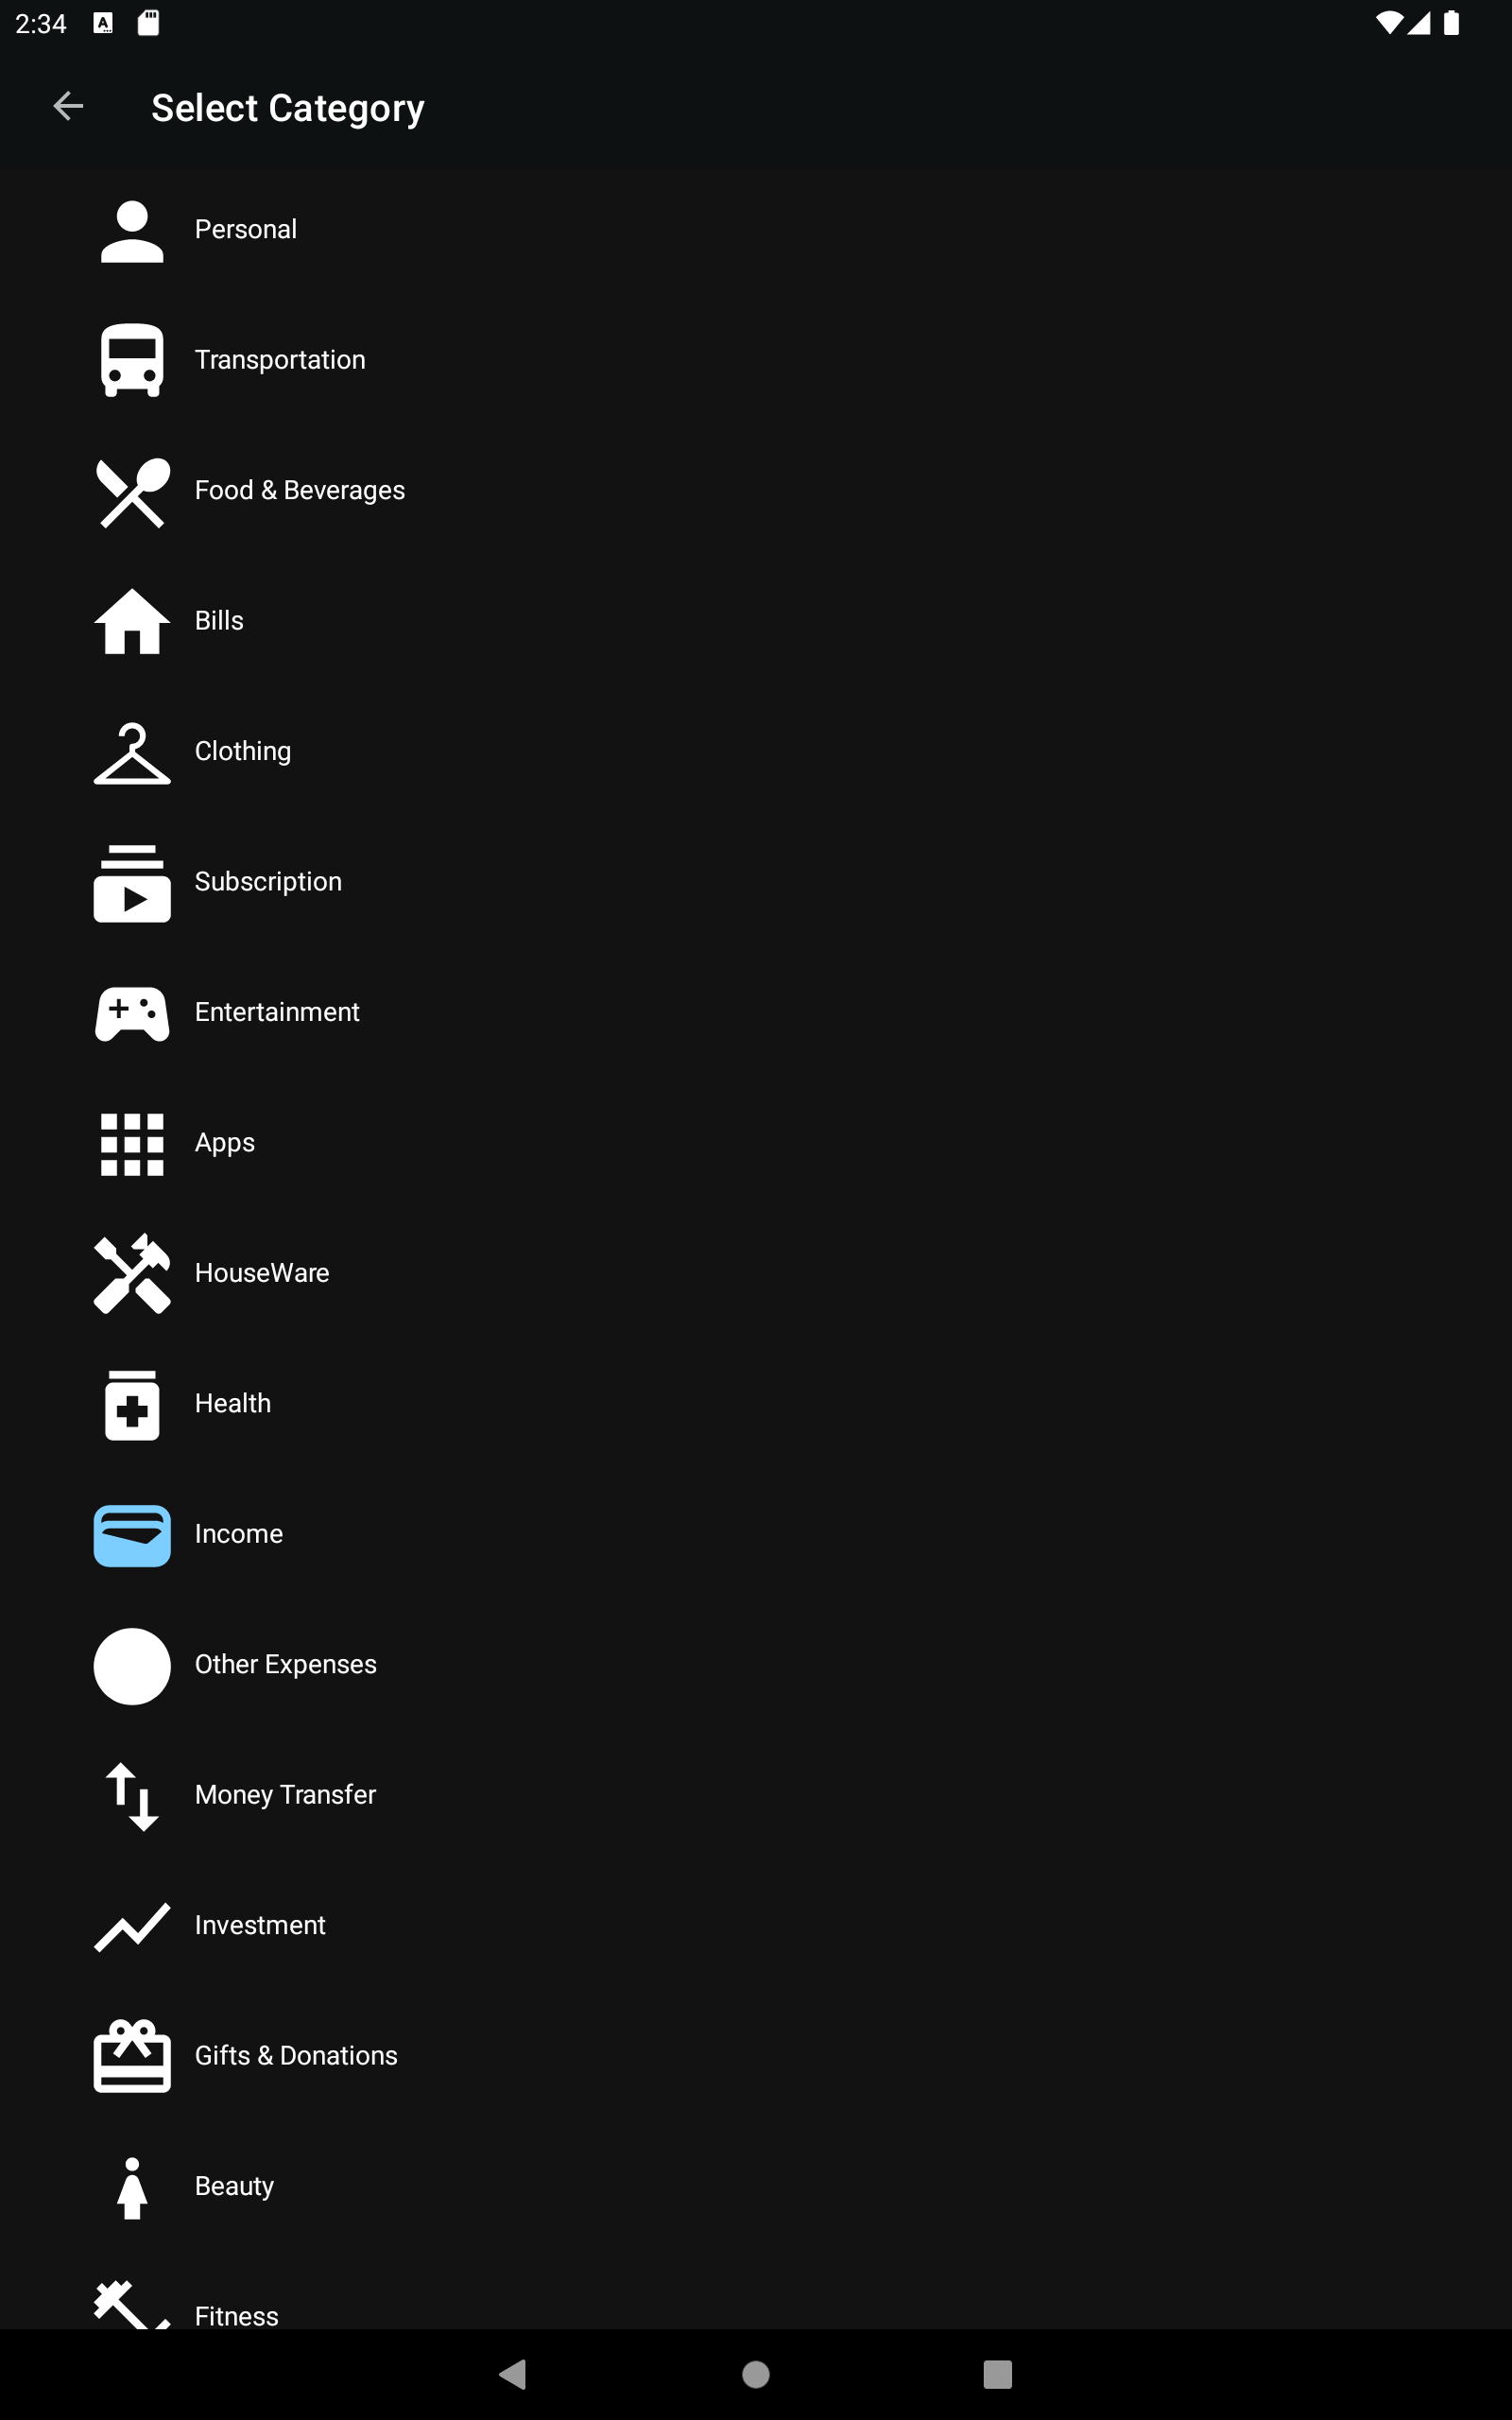 2:34
Select Category
Personal
Transportation
Food & Beverages
Bills
Clothing
Subscription
Entertainment
Apps
HouseWare
Health
Income
Other Expenses
Money Transfer
Investment
Gifts & Donations
Beauty
Fitness